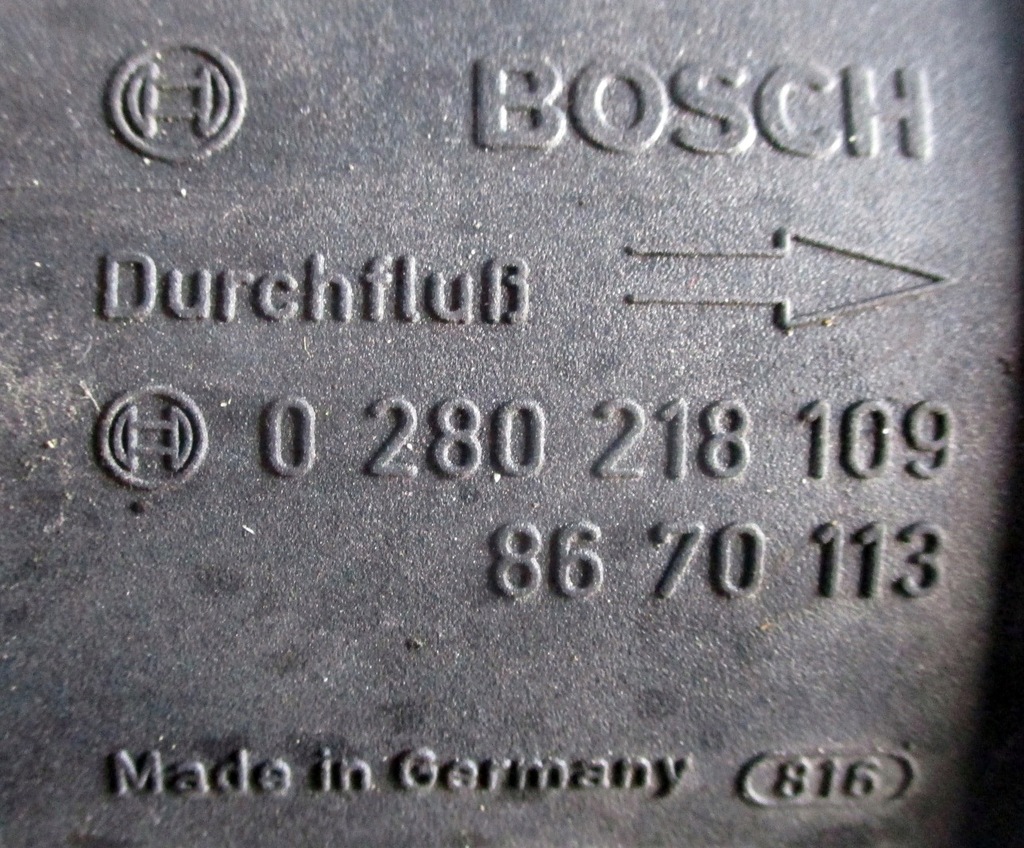 BOSCH
Durchfluß
0 280 218 109
86 70 113
Made in Germany 816